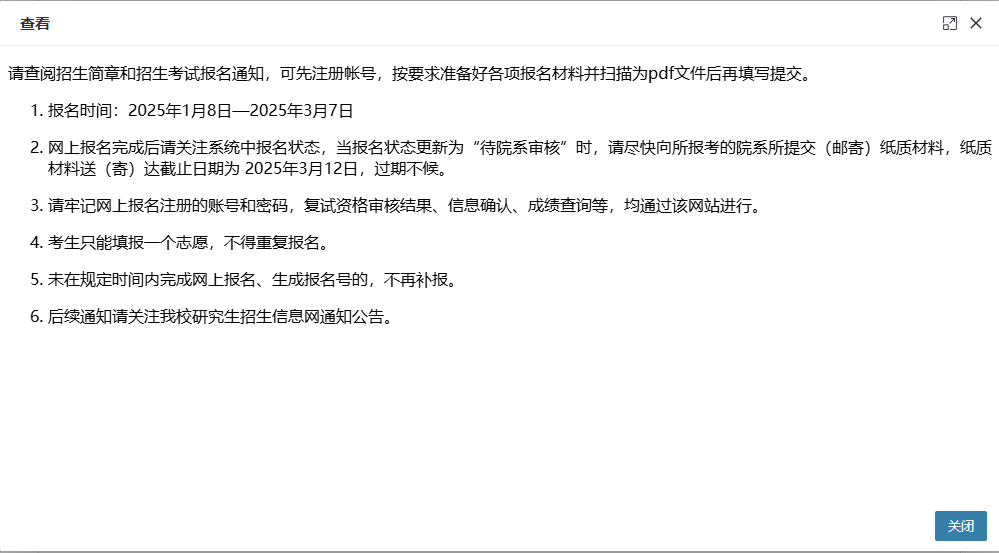 查看
请查阅招生简章和招生考试报名通知，可先注册帐号，按要求准备好各项报名材料并扫描为pdf文件后再填写提交。
1. 报名时间：2025年1月8日—2025年3月7日
2. 网上报名完成后请关注系统中报名状态，当报名状态更新为“待院系审核”时，请尽快向所报考的院系所提交（邮寄）纸质材料，纸质
材料送（寄）达截止日期为 2025年3月12日，过期不候。
3. 请牢记网上报名注册的账号和密码，复试资格审核结果、信息确认、成绩查询等，均通过该网站进行。
4. 考生只能填报一个志愿，不得重复报名。
5. 未在规定时间内完成网上报名、生成报名号的，不再补报。
6. 后续通知请关注我校研究生招生信息网通知公告。
关闭